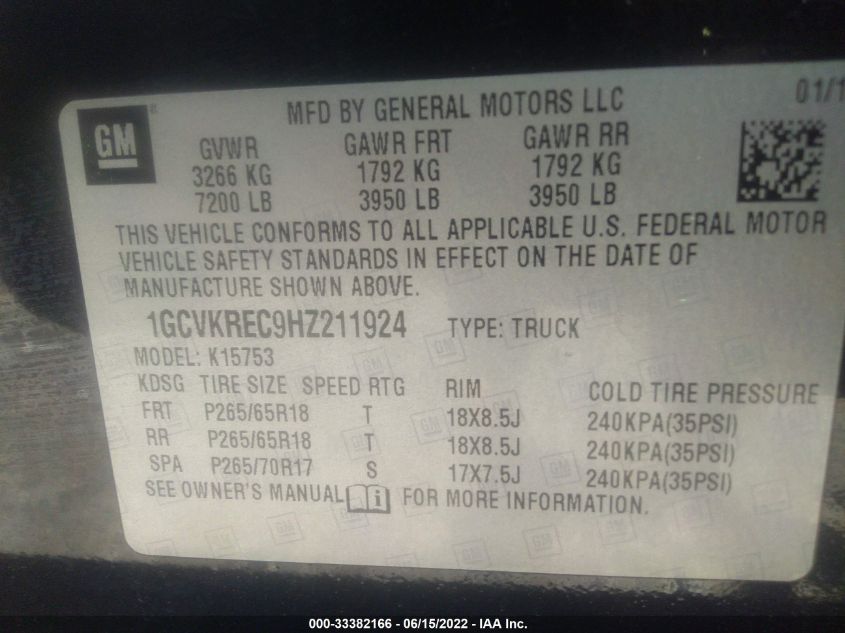 GM ®
MFD BY GENERAL MOTORS LLC 01/1
GVWR GAWR FRT GAWR RR
3266 KG 1792 KG 1792 KG
7200 LB 3950 LB 3950 LB
THIS VEHICLE CONFORMS TO ALL APPLICABLE U.S. FEDERAL MOTOR
VEHICLE SAFETY STANDARDS IN EFFECT ON THE DATE OF
MANUFACTURE SHOWN ABOVE.
1GCVKREC9HZ211924 TYPE: TRUCK
MODEL: K15753
KDSG TIRE SIZE SPEED RTG RIM COLD TIRE PRESSURE
FRT P265/65R18 T 18X8.5J 240KPA(35PSI)
RR P265/65R18 T 18X8.5J 240KPA(35PSI)
SPA P265/70R17 S 17X7.5J 240KPA(35PSI)
SEE OWNER'S MANUAL FOR MORE INFORMATION.
000-33382166 - 06/15/2022 - IAA Inc.